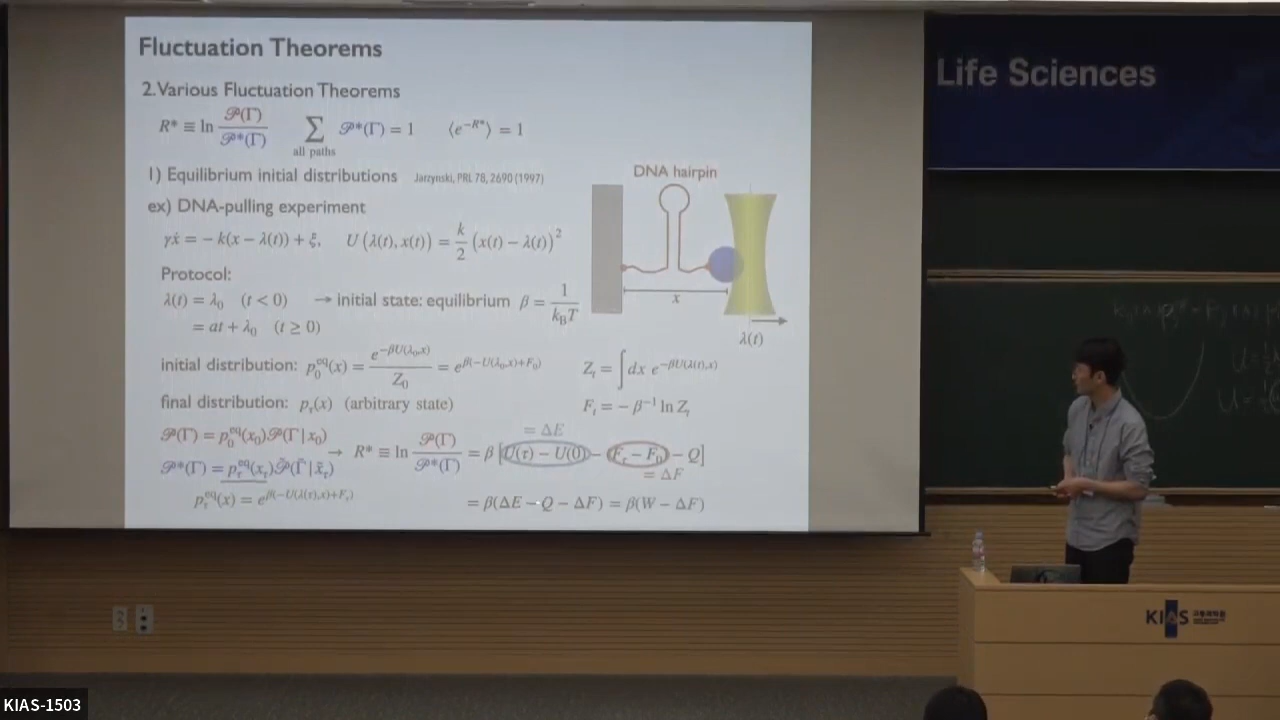 Fluctuation Theorems
2. Various Fluctuation Theorems
R* ≡ ln 𝒫(Γ) / 𝒫*(Γ)   ∑ 𝒫*(Γ) = 1   ⟨e^{-R*}⟩ = 1
all paths
1) Equilibrium initial distributions   Jarzynski, PRL 78, 2690 (1997)
ex) DNA-pulling experiment
γẋ = − k(x − λ(t)) + ξ,   U(λ(t), x(t)) = k/2 (x(t) − λ(t))²
Protocol:
λ(t) = λ₀   (t < 0)   → initial state: equilibrium   β = 1/(k_B T)
= at + λ₀   (t ≥ 0)
initial distribution: p₀^{eq}(x) = e^{−βU(λ₀,x)} / Z₀ = e^{β(−U(λ₀,x)+F₀)}
final distribution: p_τ(x)   (arbitrary state)
𝒫(Γ) = p₀^{eq}(x₀)𝒫(Γ | x₀)
𝒫*(Γ) = p_τ^{eq}(x_τ)𝒫̃(Γ̃ | x̃_τ)
p_τ^{eq}(x) = e^{β(−U(λ(τ),x)+F_τ)}
→ R* ≡ ln 𝒫(Γ) / 𝒫*(Γ) = β [U(τ) − U(0) − (F_τ − F₀) − Q]
= ΔE
= ΔF
= β(ΔE − Q − ΔF) = β(W − ΔF)
DNA hairpin
x
λ(t)
Z_t = ∫ dx e^{−βU(λ(t),x)}
F_t = − β^{−1} ln Z_t
Life Sciences
KIAS
KIAS-1503